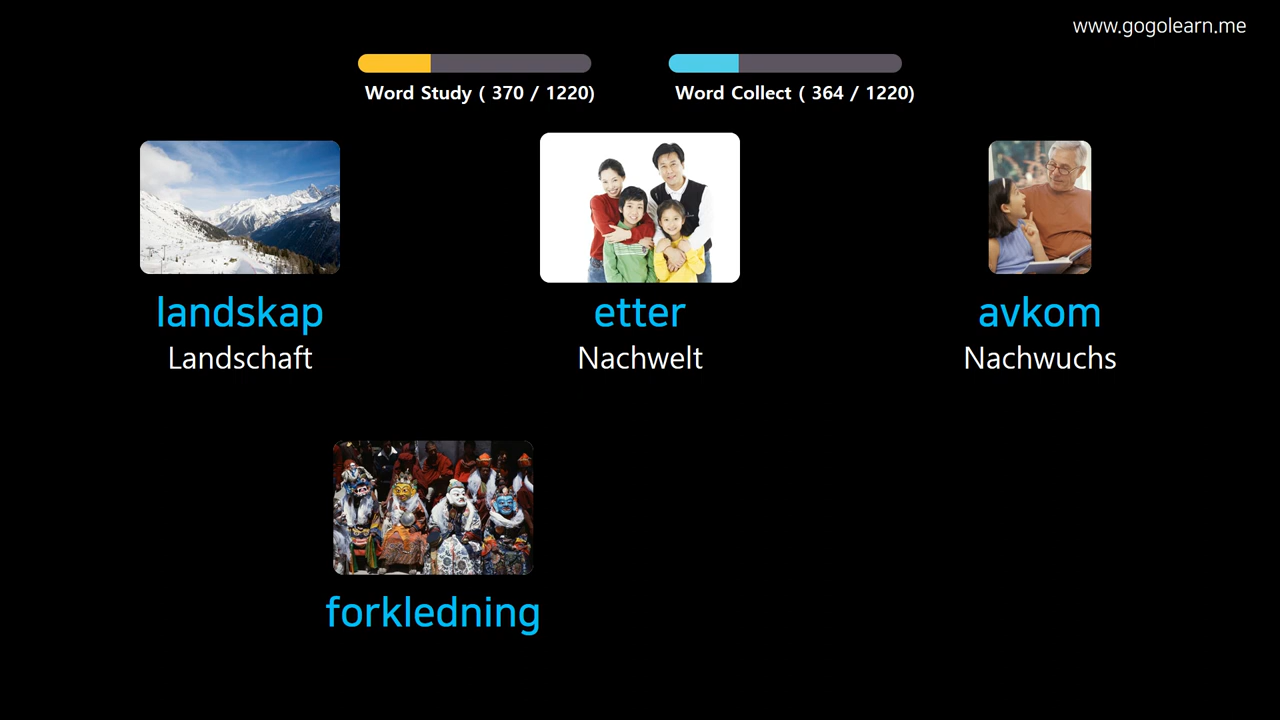 www.gogolearn.me
Word Study ( 370 / 1220)
Word Collect ( 364 / 1220)
landskap
Landschaft
etter
Nachwelt
avkom
Nachwuchs
forkledning